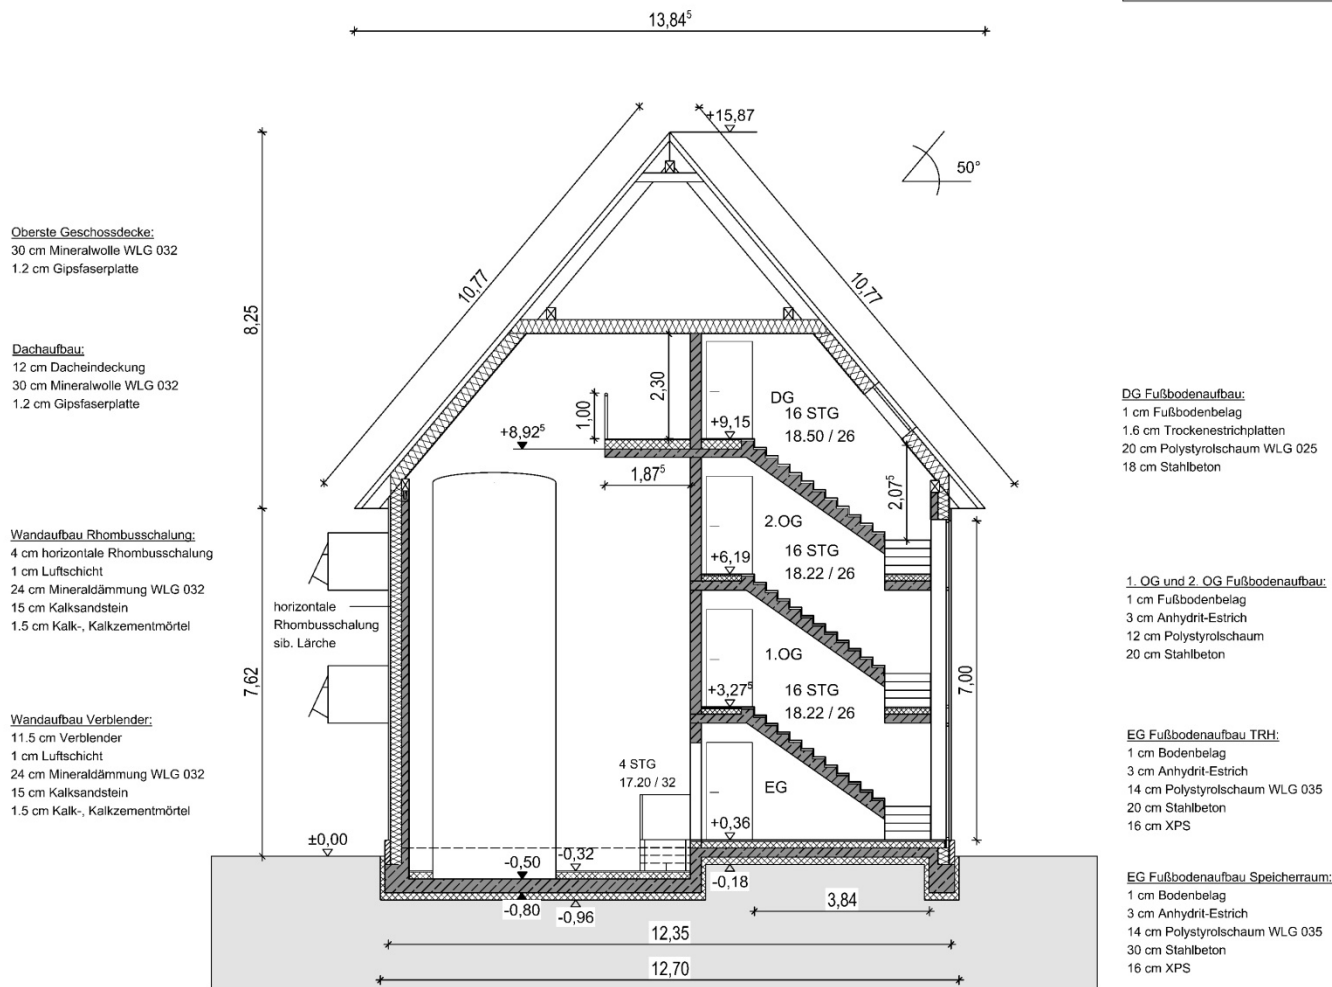 13,84⁵
+15,87
50°
Oberste Geschossdecke:
30 cm Mineralwolle WLG 032
1.2 cm Gipsfaserplatte
10,77
10,77
8,25
Dachaufbau:
12 cm Dacheindeckung
30 cm Mineralwolle WLG 032
1.2 cm Gipsfaserplatte
2,30
1,00
DG
16 STG
18.50 / 26
+9,15
+8,92⁵
1,87⁵
2,07⁵
DG Fußbodenaufbau:
1 cm Fußbodenbelag
1.6 cm Trockenestrichplatten
20 cm Polystyrolschaum WLG 025
18 cm Stahlbeton
Wandaufbau Rhombusschalung:
4 cm horizontale Rhombusschalung
1 cm Luftschicht
24 cm Mineraldämmung WLG 032
15 cm Kalksandstein
1.5 cm Kalk-, Kalkzementmörtel
horizontale
Rhombusschalung
sib. Lärche
2.OG
16 STG
18.22 / 26
+6,19
1. OG und 2. OG Fußbodenaufbau:
1 cm Fußbodenbelag
3 cm Anhydrit-Estrich
12 cm Polystyrolschaum
20 cm Stahlbeton
7,62
1.OG
16 STG
18.22 / 26
+3,27⁵
7,00
Wandaufbau Verblender:
11.5 cm Verblender
1 cm Luftschicht
24 cm Mineraldämmung WLG 032
15 cm Kalksandstein
1.5 cm Kalk-, Kalkzementmörtel
4 STG
17.20 / 32
EG
+0,36
EG Fußbodenaufbau TRH:
1 cm Bodenbelag
3 cm Anhydrit-Estrich
14 cm Polystyrolschaum WLG 035
20 cm Stahlbeton
16 cm XPS
±0,00
-0,50
-0,32
-0,18
-0,80
-0,96
3,84
12,35
12,70
EG Fußbodenaufbau Speicherraum:
1 cm Bodenbelag
3 cm Anhydrit-Estrich
14 cm Polystyrolschaum WLG 035
30 cm Stahlbeton
16 cm XPS